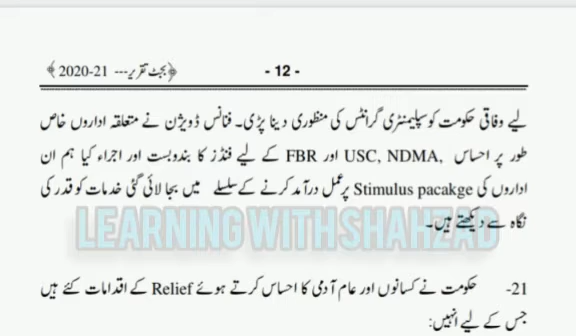 ﴿بجٹ تقریر --- 2020-21﴾ - 12 -
لیے وفاقی حکومت کو سپلیمنٹری گرانٹس کی منظوری دینا پڑی۔ فنانس ڈویژن نے متعلقہ اداروں خاص
طور پر احساس ,USC, NDMA اور FBR کے لیے فنڈز کا بندوبست اور اجراء کیا ہم ان
اداروں کی Stimulus pacakge پر عمل درآمد کرنے کے سلسلے میں بجا لائی گئی خدمات کو قدر کی
نگاہ سے دیکھتے ہیں۔
LEARNING WITH SHAHZAD
21- حکومت نے کسانوں اور عام آدمی کا احساس کرتے ہوئے Relief کے اقدامات کئے ہیں
جس کے لیے انہیں: